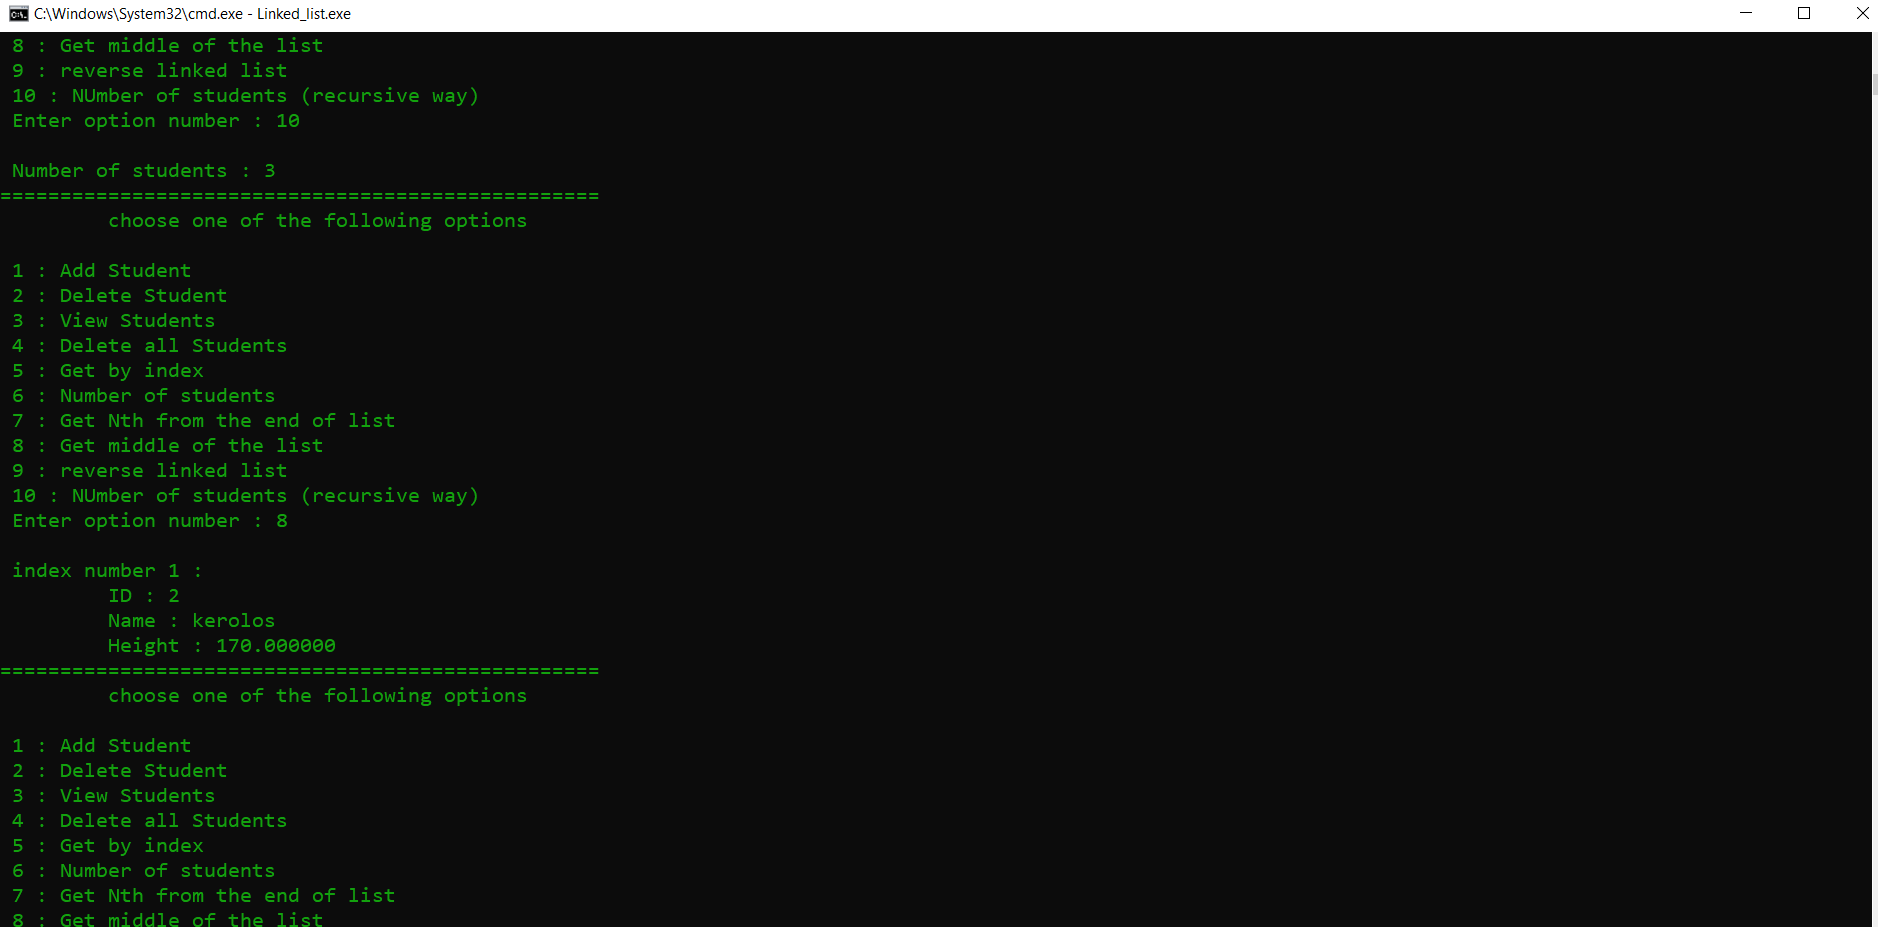 C:\Windows\System32\cmd.exe - Linked_list.exe
8 : Get middle of the list
9 : reverse linked list
10 : NUmber of students (recursive way)
Enter option number : 10
Number of students : 3
==================================================
choose one of the following options
1 : Add Student
2 : Delete Student
3 : View Students
4 : Delete all Students
5 : Get by index
6 : Number of students
7 : Get Nth from the end of list
8 : Get middle of the list
9 : reverse linked list
10 : NUmber of students (recursive way)
Enter option number : 8
index number 1 :
ID : 2
Name : kerolos
Height : 170.000000
==================================================
choose one of the following options
1 : Add Student
2 : Delete Student
3 : View Students
4 : Delete all Students
5 : Get by index
6 : Number of students
7 : Get Nth from the end of list
8 : Get middle of the list